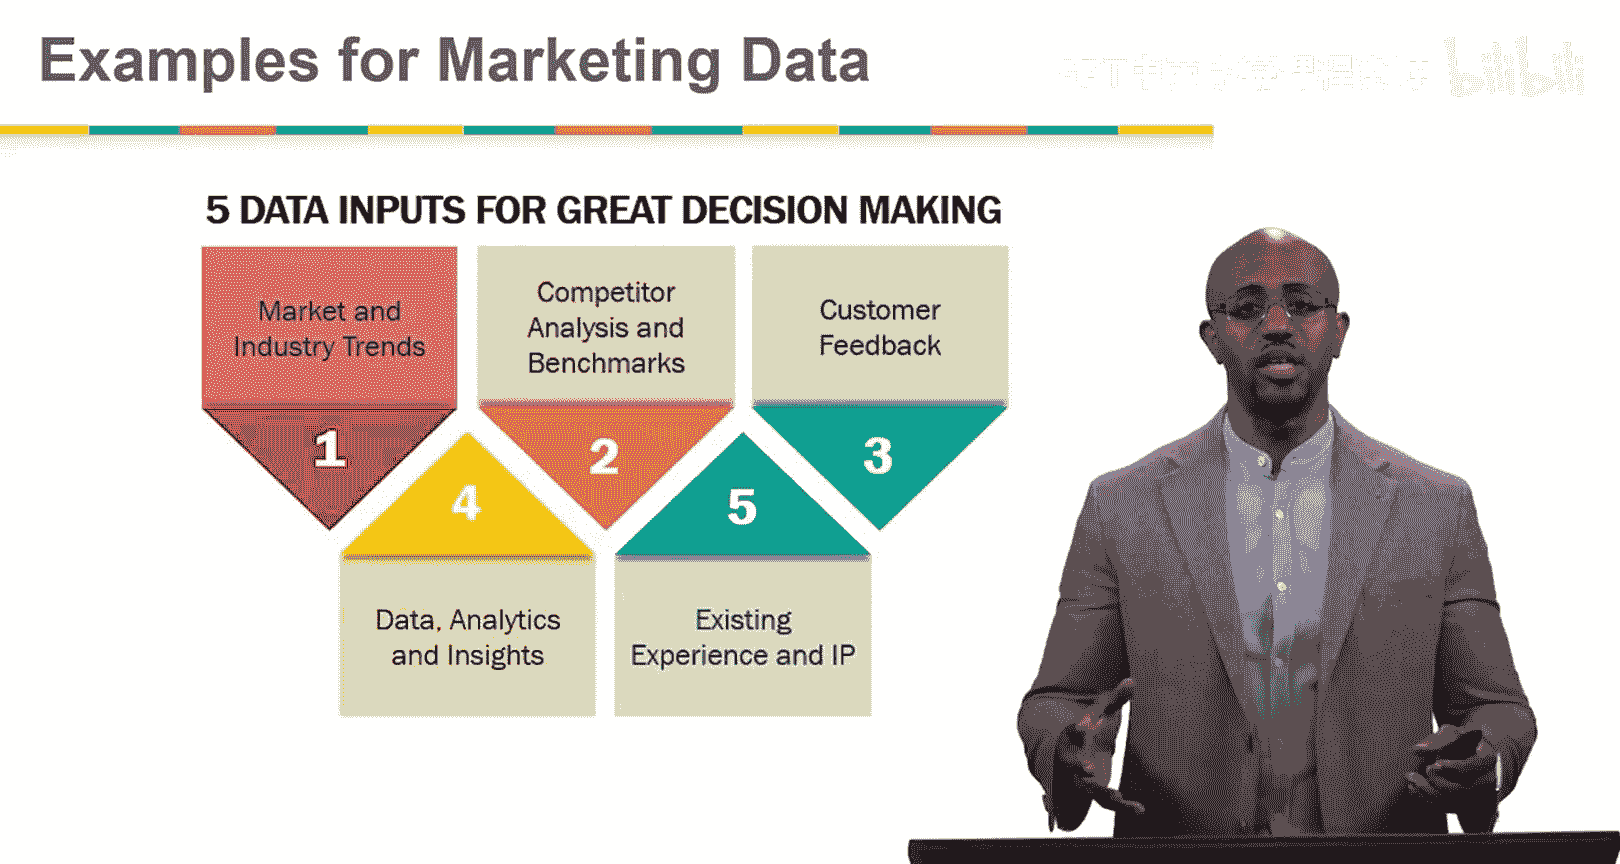 Examples for Marketing Data
bilibili
5 DATA INPUTS FOR GREAT DECISION MAKING
Market and
Industry Trends
1
Competitor
Analysis and
Benchmarks
2
Customer
Feedback
3
4
Data, Analytics
and Insights
5
Existing
Experience and IP